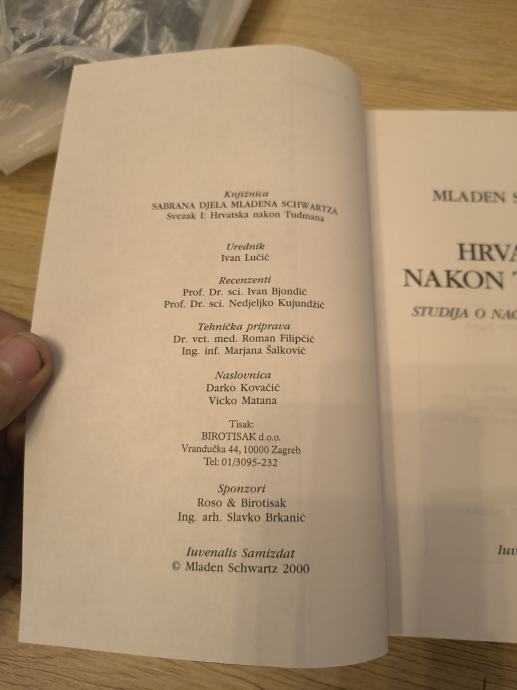 Knjižnica
SABRANA DJELA MLADENA SCHWARTZA
Svezak I: Hrvatska nakon Tuđmana
Urednik
Ivan Lučić
Recenzenti
Prof. Dr. sci. Ivan Bjondić
Prof. Dr. sci. Nedjeljko Kujundžić
Tehnička priprava
Dr. vet. med. Roman Filipčić
Ing. inf. Marjana Šalković
Naslovnica
Darko Kovačić
Vicko Matana
Tisak:
BIROTISAK d.o.o.
Vrandučka 44, 10000 Zagreb
Tel: 01/3095-232
Sponzori
Roso & Birotisak
Ing. arh. Slavko Brkanić
Iuvenalis Samizdat
© Mladen Schwartz 2000
MLADEN S
HRVA
NAKON T
STUDIJA O NAC
Iuv